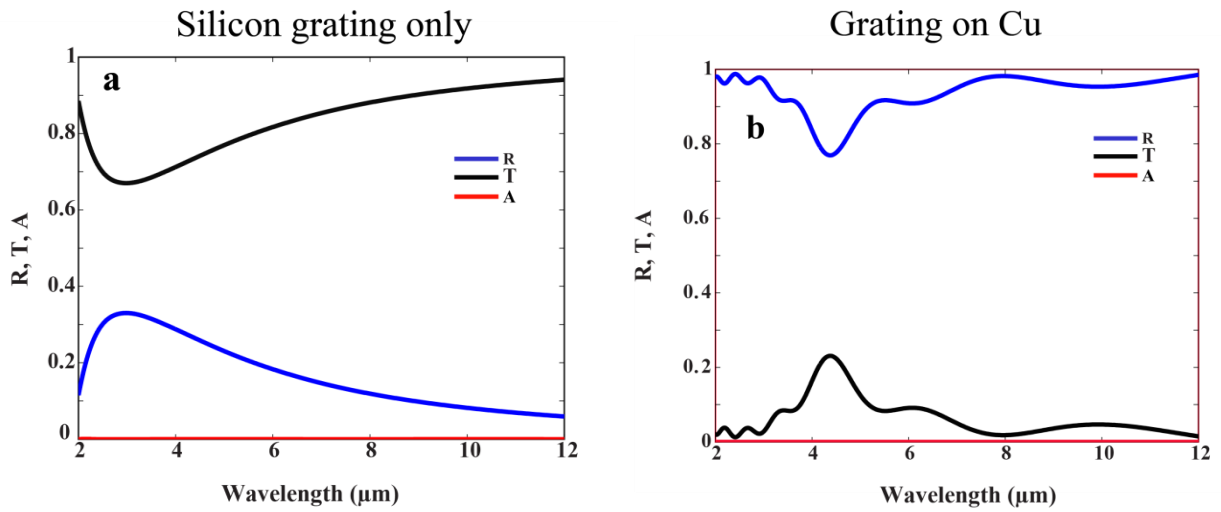 Silicon grating only
a
1
0.8
0.6
0.4
0.2
0
2
4
6
8
10
12
R
T
A
R, T, A
Wavelength (µm)
Grating on Cu
b
1
0.8
0.6
0.4
0.2
0
2
4
6
8
10
12
R
T
A
R, T, A
Wavelength (µm)